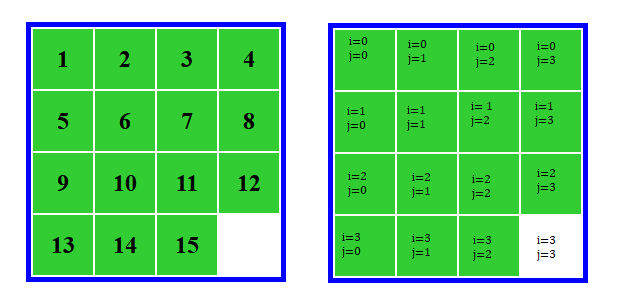 1 2 3 4
5 6 7 8
9 10 11 12
13 14 15
i=0 i=0 i=0 i=0
j=0 j=1 j=2 j=3
i=1 i=1 i= 1 i=1
j=0 j=1 j=2 j=3
i=2 i=2 i=2 i=2
j=0 j=1 j=2 j=3
i=3 i=3 i=3 i=3
j=0 j=1 j=2 j=3